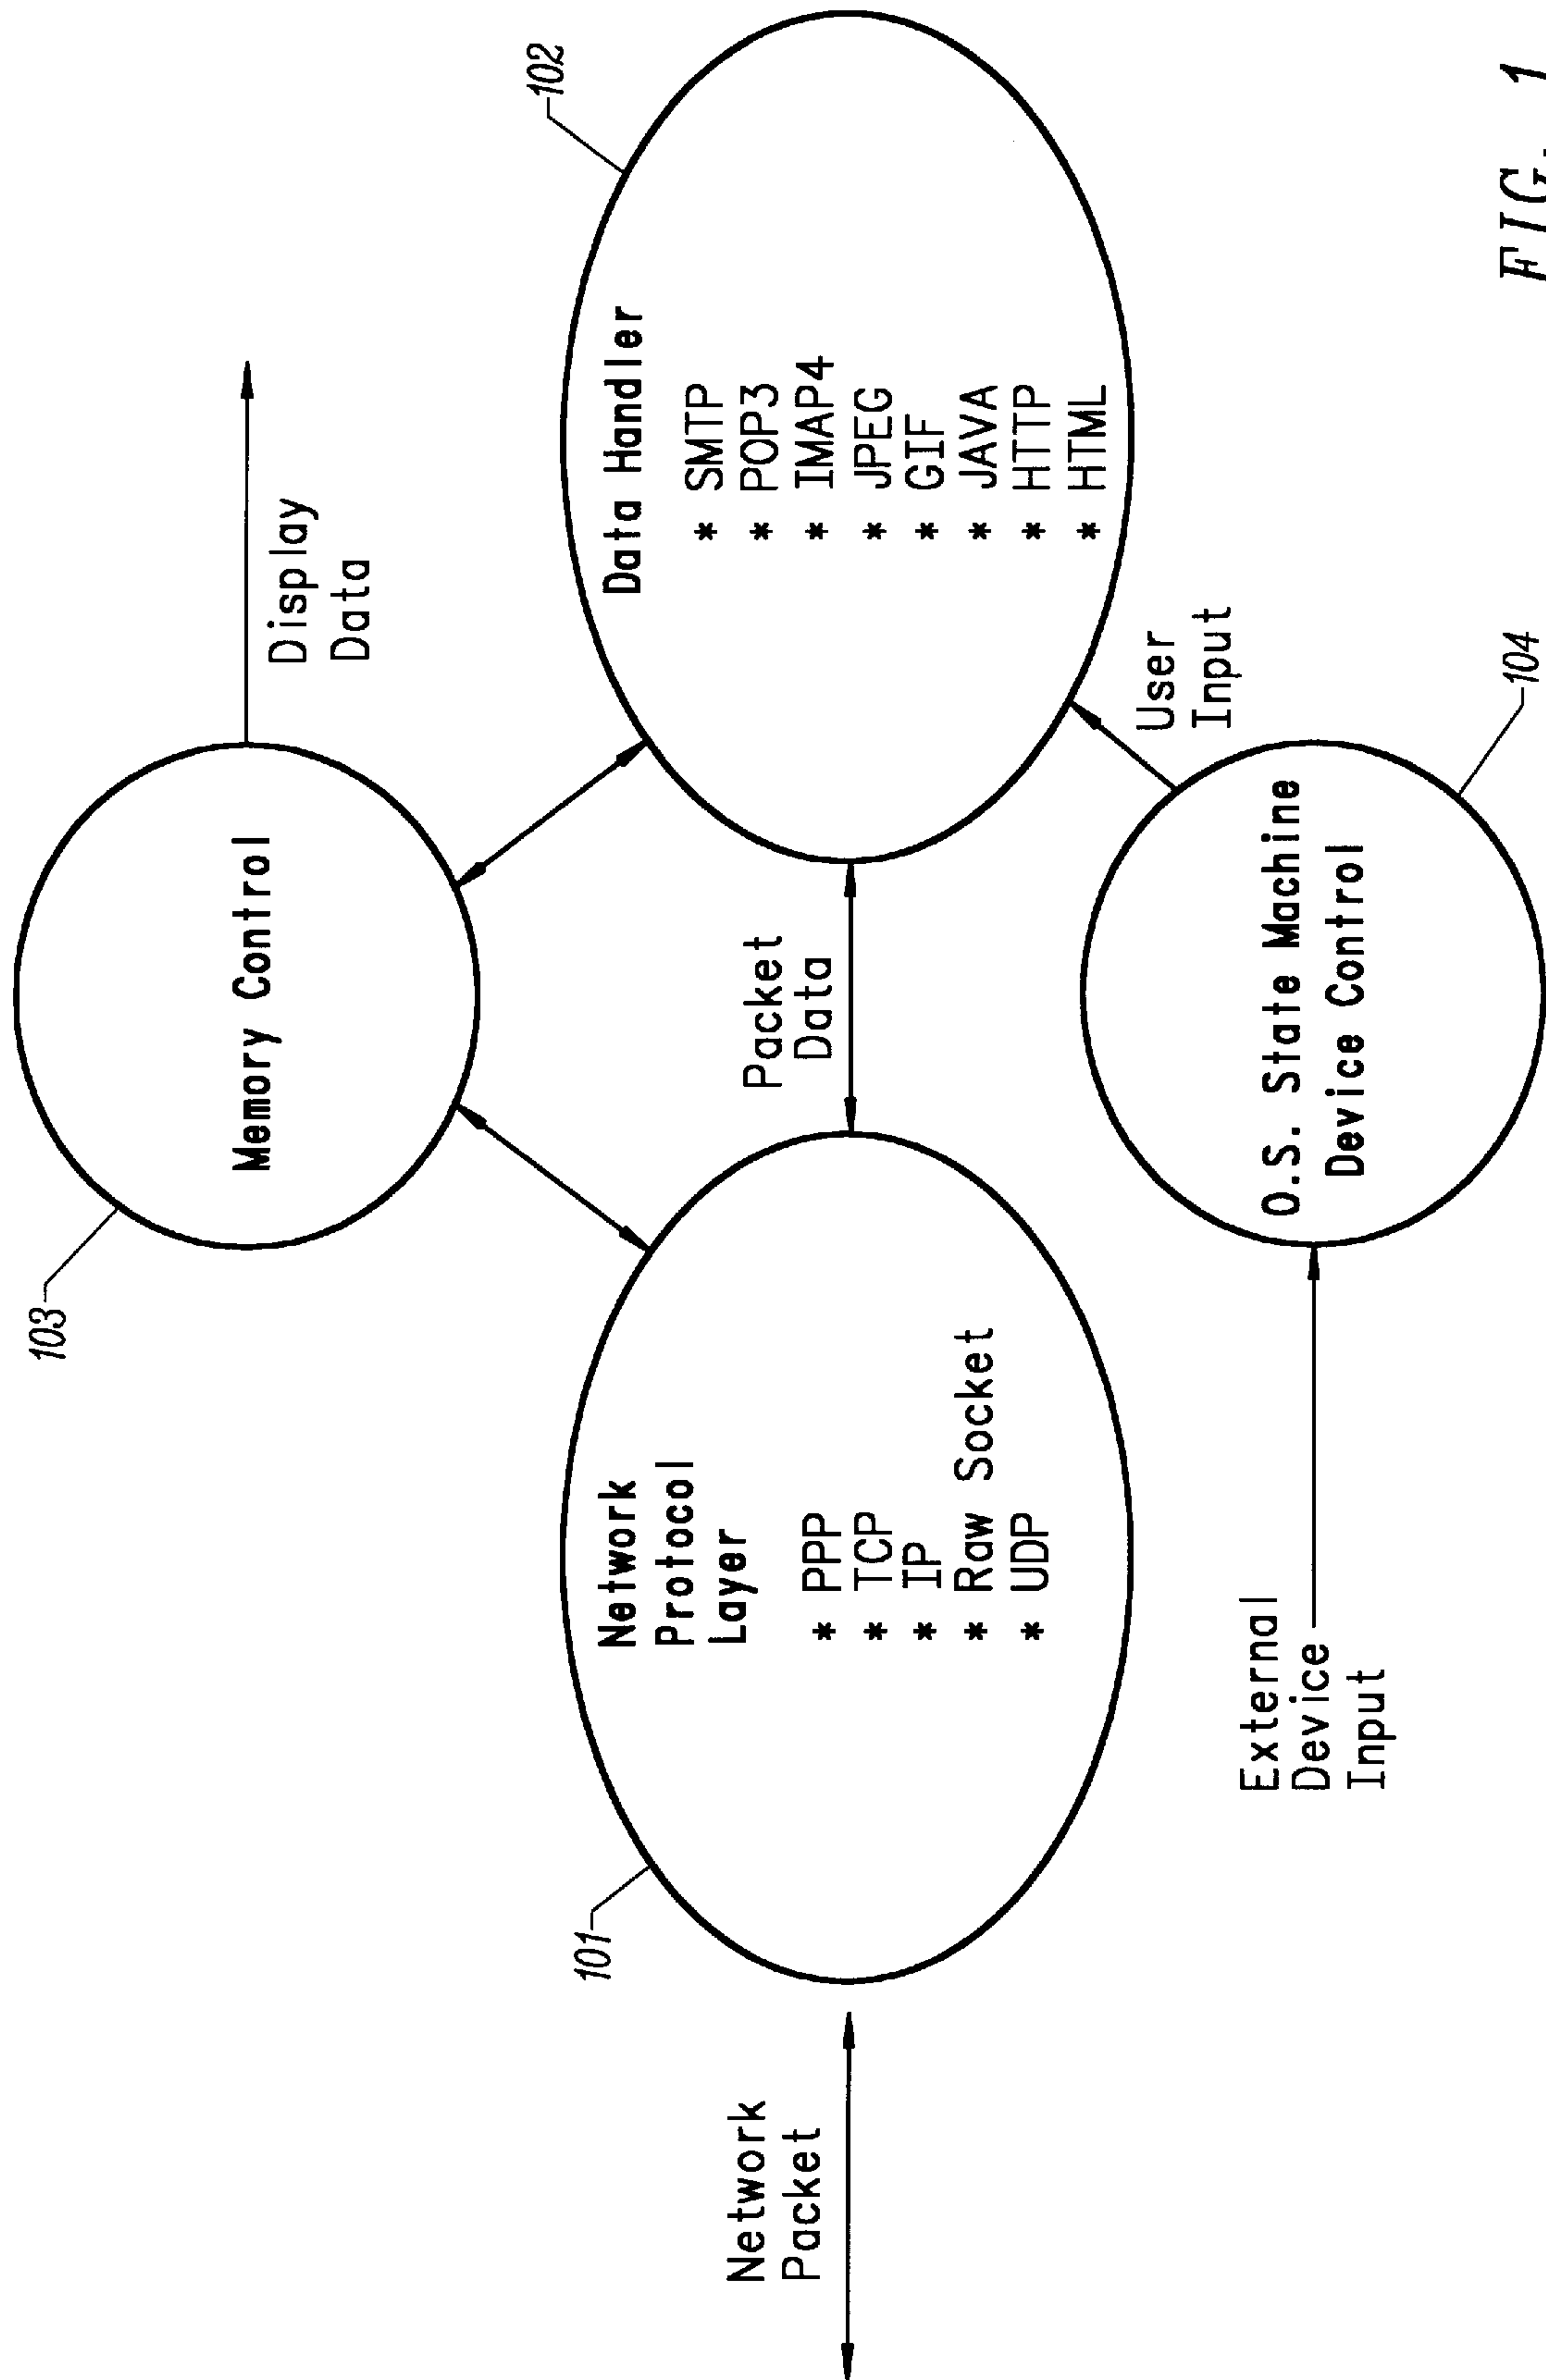 103
Memory Control
Display
Data
102
Data Handler
* SMTP
* POP3
* IMAP4
* JPEG
* GIF
* JAVA
* HTTP
* HTML
Packet
Data
101
Network
Protocol
Layer
* PPP
* TCP
* IP
* Raw Socket
* UDP
Network
Packet
External
Device
Input
O.S. State Machine
Device Control
User
Input
104
FIG. 1